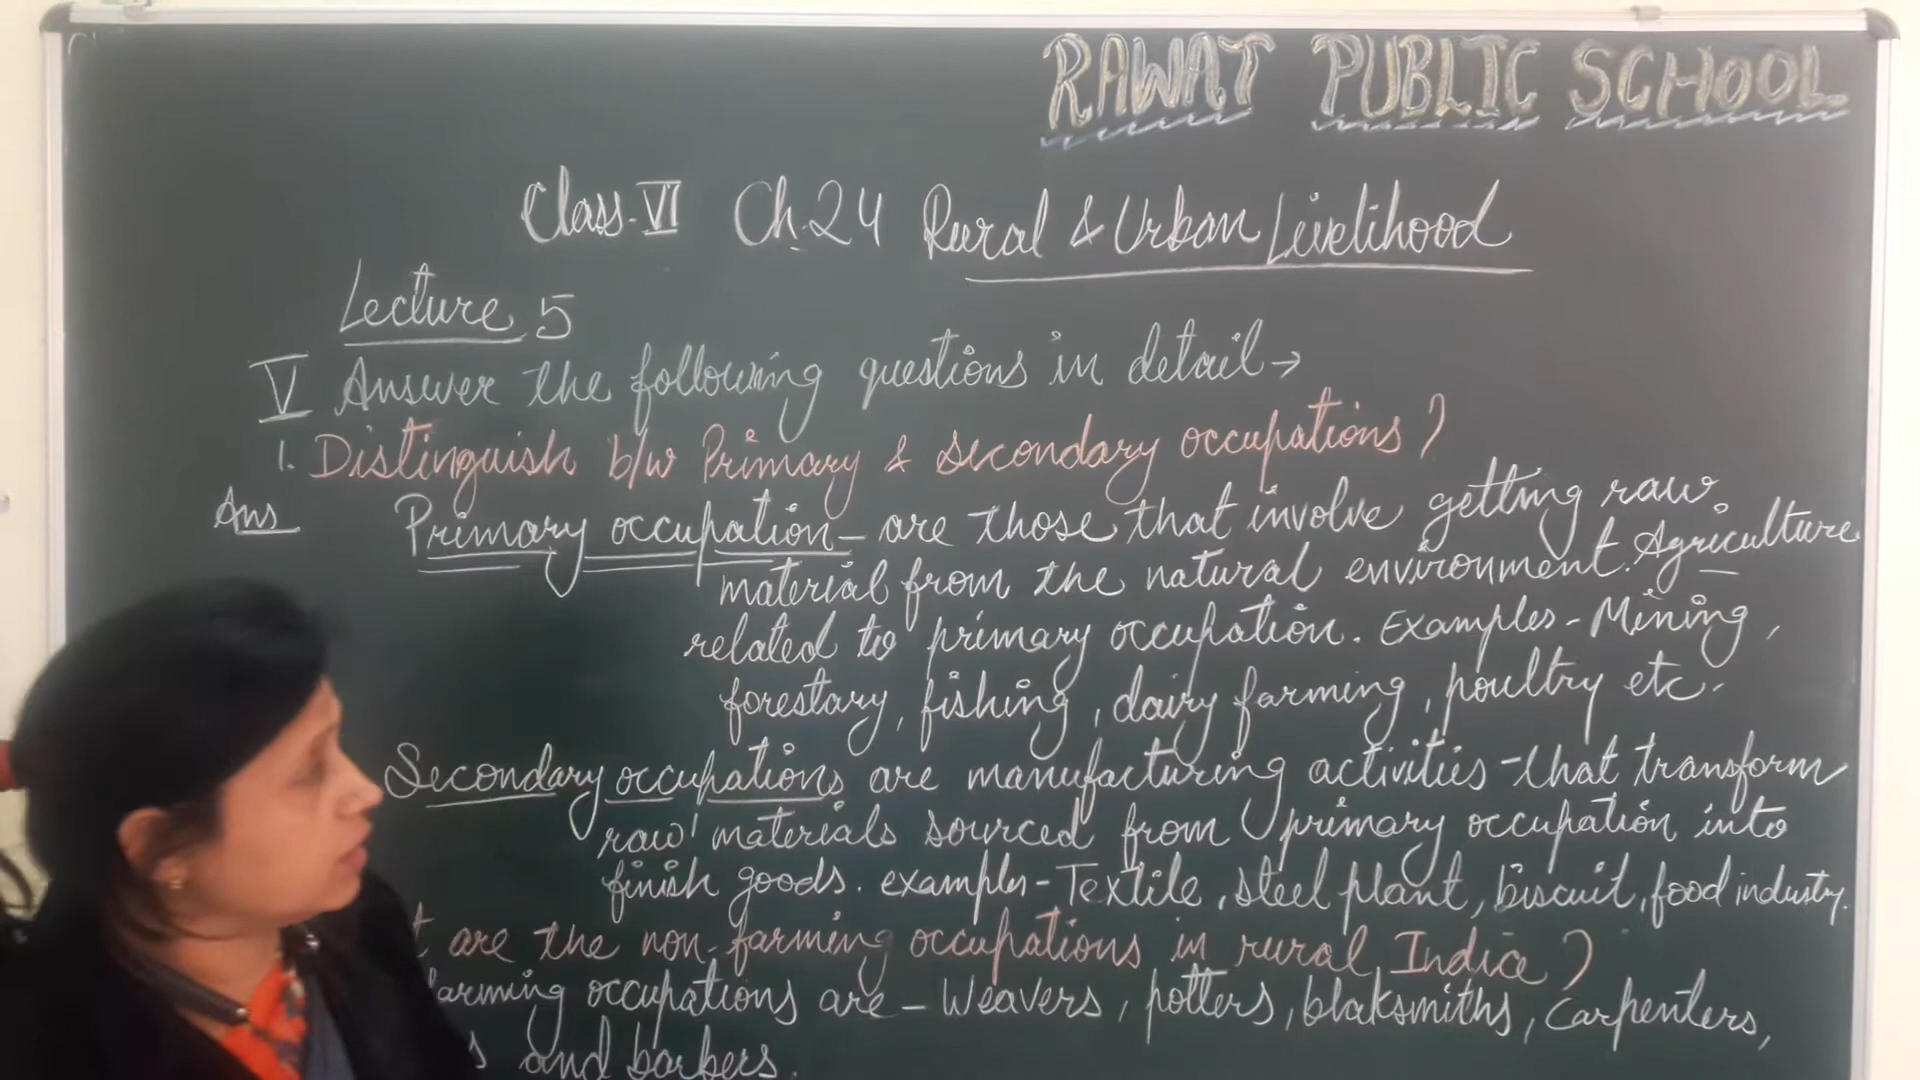 RAWAT PUBLIC SCHOOL
Class-VI Ch.24 Rural & Urban Livelihood
Lecture 5
V Answer the following questions in detail→
1. Distinguish b/w Primary & secondary occupations?
Ans Primary occupation - are those that involve getting raw
material from the natural environment. Agriculture
related to primary occupation. Examples - Mining,
forestary, fishing, dairy farming, poultry etc.
Secondary occupations are manufacturing activities - that transform
raw materials sourced from primary occupation into
finish goods. examples - Textile, steel plant, biscuit, food industry.
t are the non-farming occupations in rural India?
farming occupations are - Weavers, potters, blaksmiths, carpenters,
s and barbers.